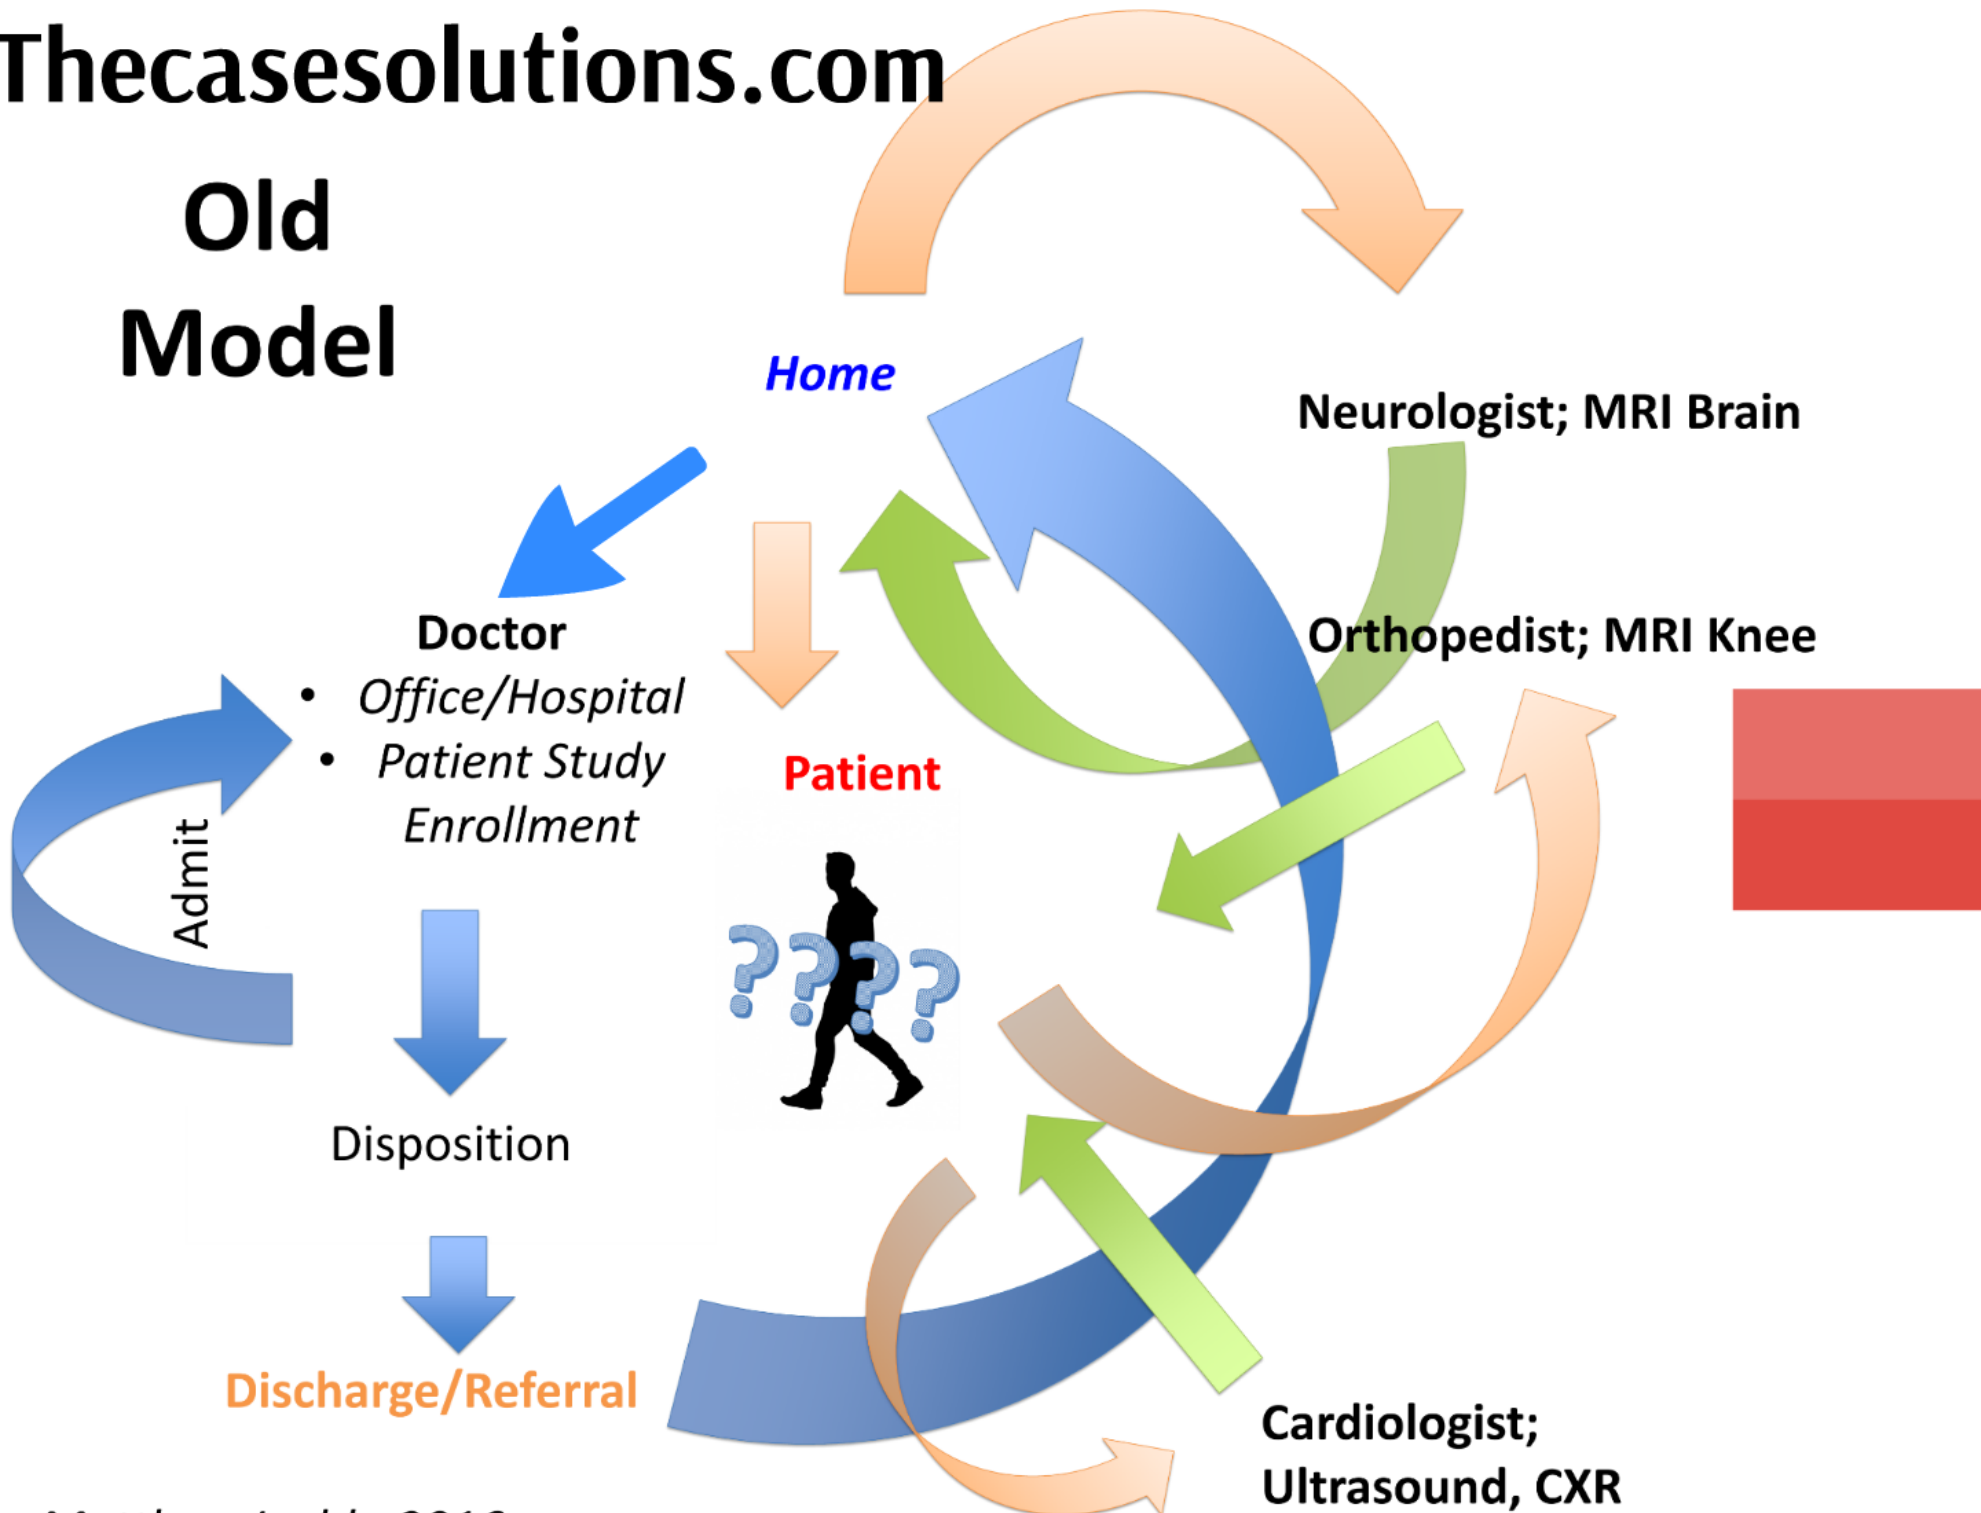 Thecasesolutions.com
Old
Model
Home
Neurologist; MRI Brain
Doctor
• Office/Hospital
• Patient Study
Enrollment
Orthopedist; MRI Knee
Patient
Admit
? ? ? ?
Disposition
Discharge/Referral
Cardiologist;
Ultrasound, CXR